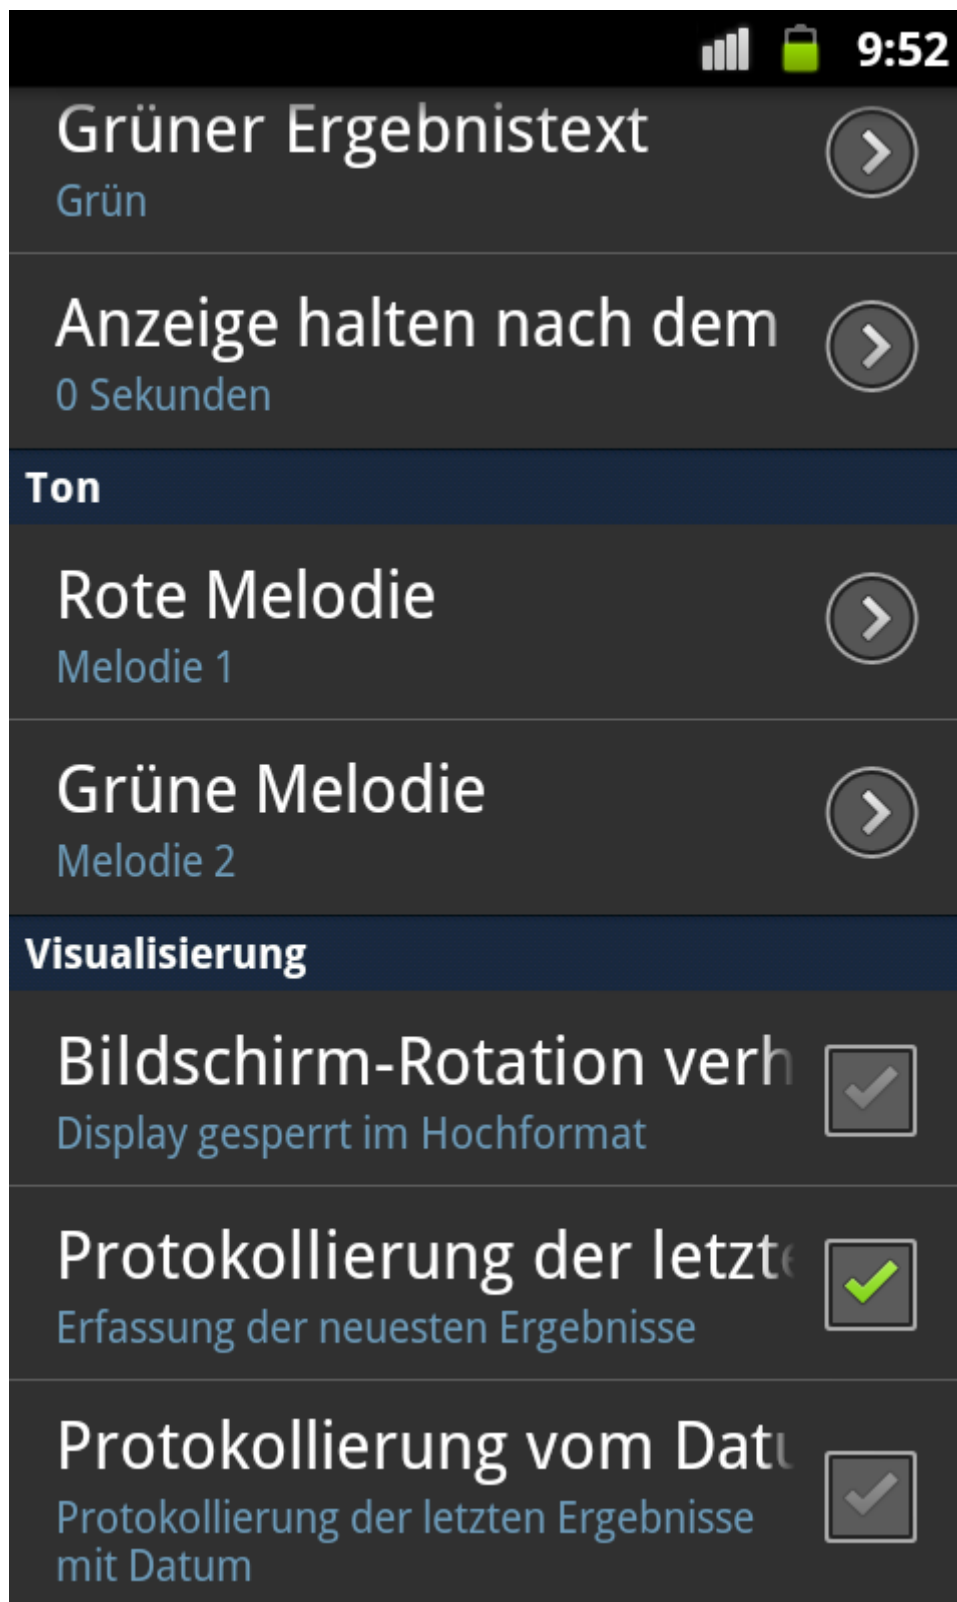 9:52
Grüner Ergebnistext
Grün
Anzeige halten nach dem
0 Sekunden
Ton
Rote Melodie
Melodie 1
Grüne Melodie
Melodie 2
Visualisierung
Bildschirm-Rotation verh
Display gesperrt im Hochformat
Protokollierung der letzte
Erfassung der neuesten Ergebnisse
Protokollierung vom Datu
Protokollierung der letzten Ergebnisse
mit Datum